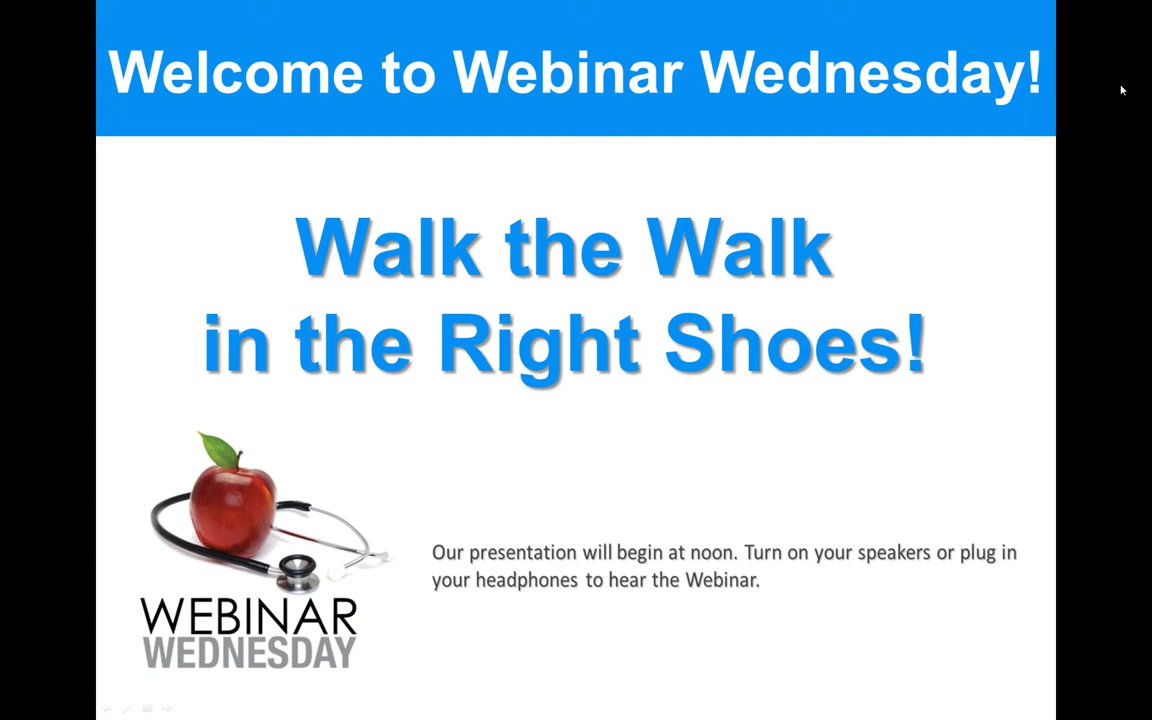 Welcome to Webinar Wednesday!
Walk the Walk
in the Right Shoes!
Our presentation will begin at noon. Turn on your speakers or plug in
your headphones to hear the Webinar.
WEBINAR
WEDNESDAY